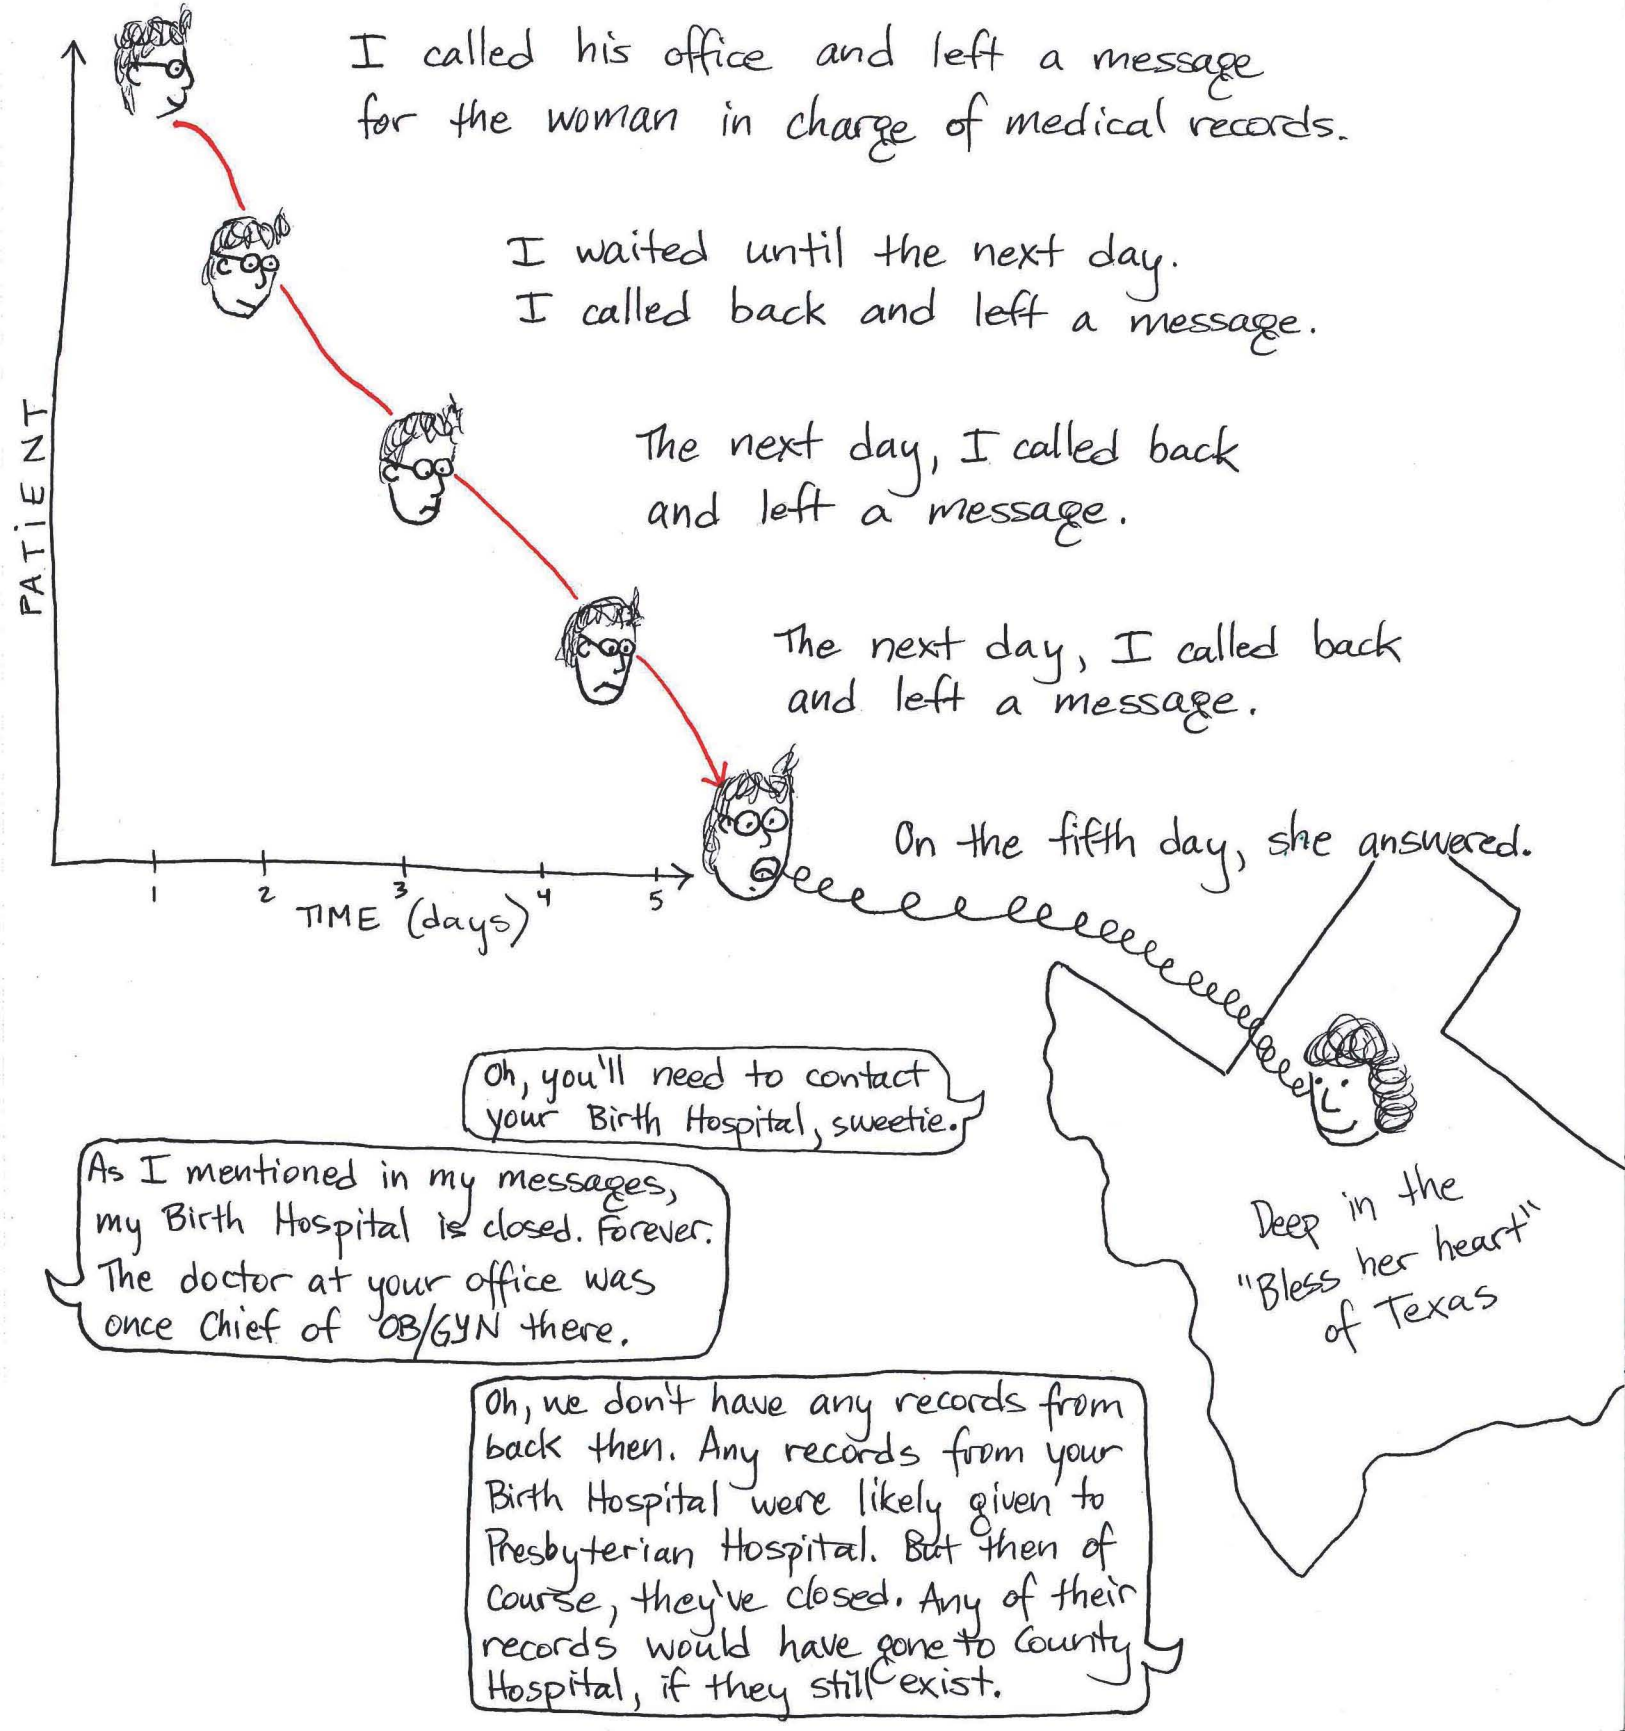 I called his office and left a message
for the woman in charge of medical records.
I waited until the next day.
I called back and left a message.
The next day, I called back
and left a message.
The next day, I called back
and left a message.
On the fifth day, she answered.
PATIENT
1 2 3 4 5
TIME (days)
Oh, you'll need to contact
your Birth Hospital, sweetie.
As I mentioned in my messages,
my Birth Hospital is closed. Forever.
The doctor at your office was
once Chief of OB/GYN there.
Deep in the
"Bless her heart"
of Texas
Oh, we don't have any records from
back then. Any records from your
Birth Hospital were likely given to
Presbyterian Hospital. But then of
course, they've closed. Any of their
records would have gone to County
Hospital, if they still exist.